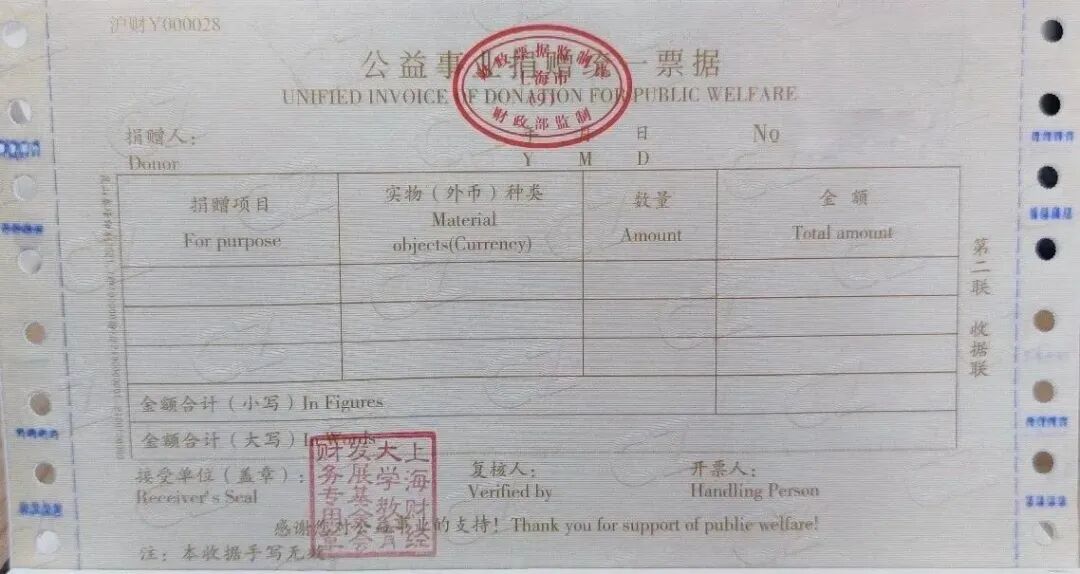 沪财Y000028
公益事业捐赠统一票据
UNIFIED INVOICE OF DONATION FOR PUBLIC WELFARE
财政票据监制章
上海市
(9)
财政部监制
捐赠人： 年 月 日 No
Donor Y M D
捐赠项目 实物（外币）种类 数量 金 额
For purpose Material objects(Currency) Amount Total amount
第二联 收据联
金额合计（小写）In Figures
金额合计（大写）In Words
接受单位（盖章）： 复核人： 开票人：
Receiver's Seal Verified by Handling Person
上海财经
大学教育
发展基金会
财务专用章
感谢您对公益事业的支持！Thank you for support of public welfare!
注：本收据手写无效